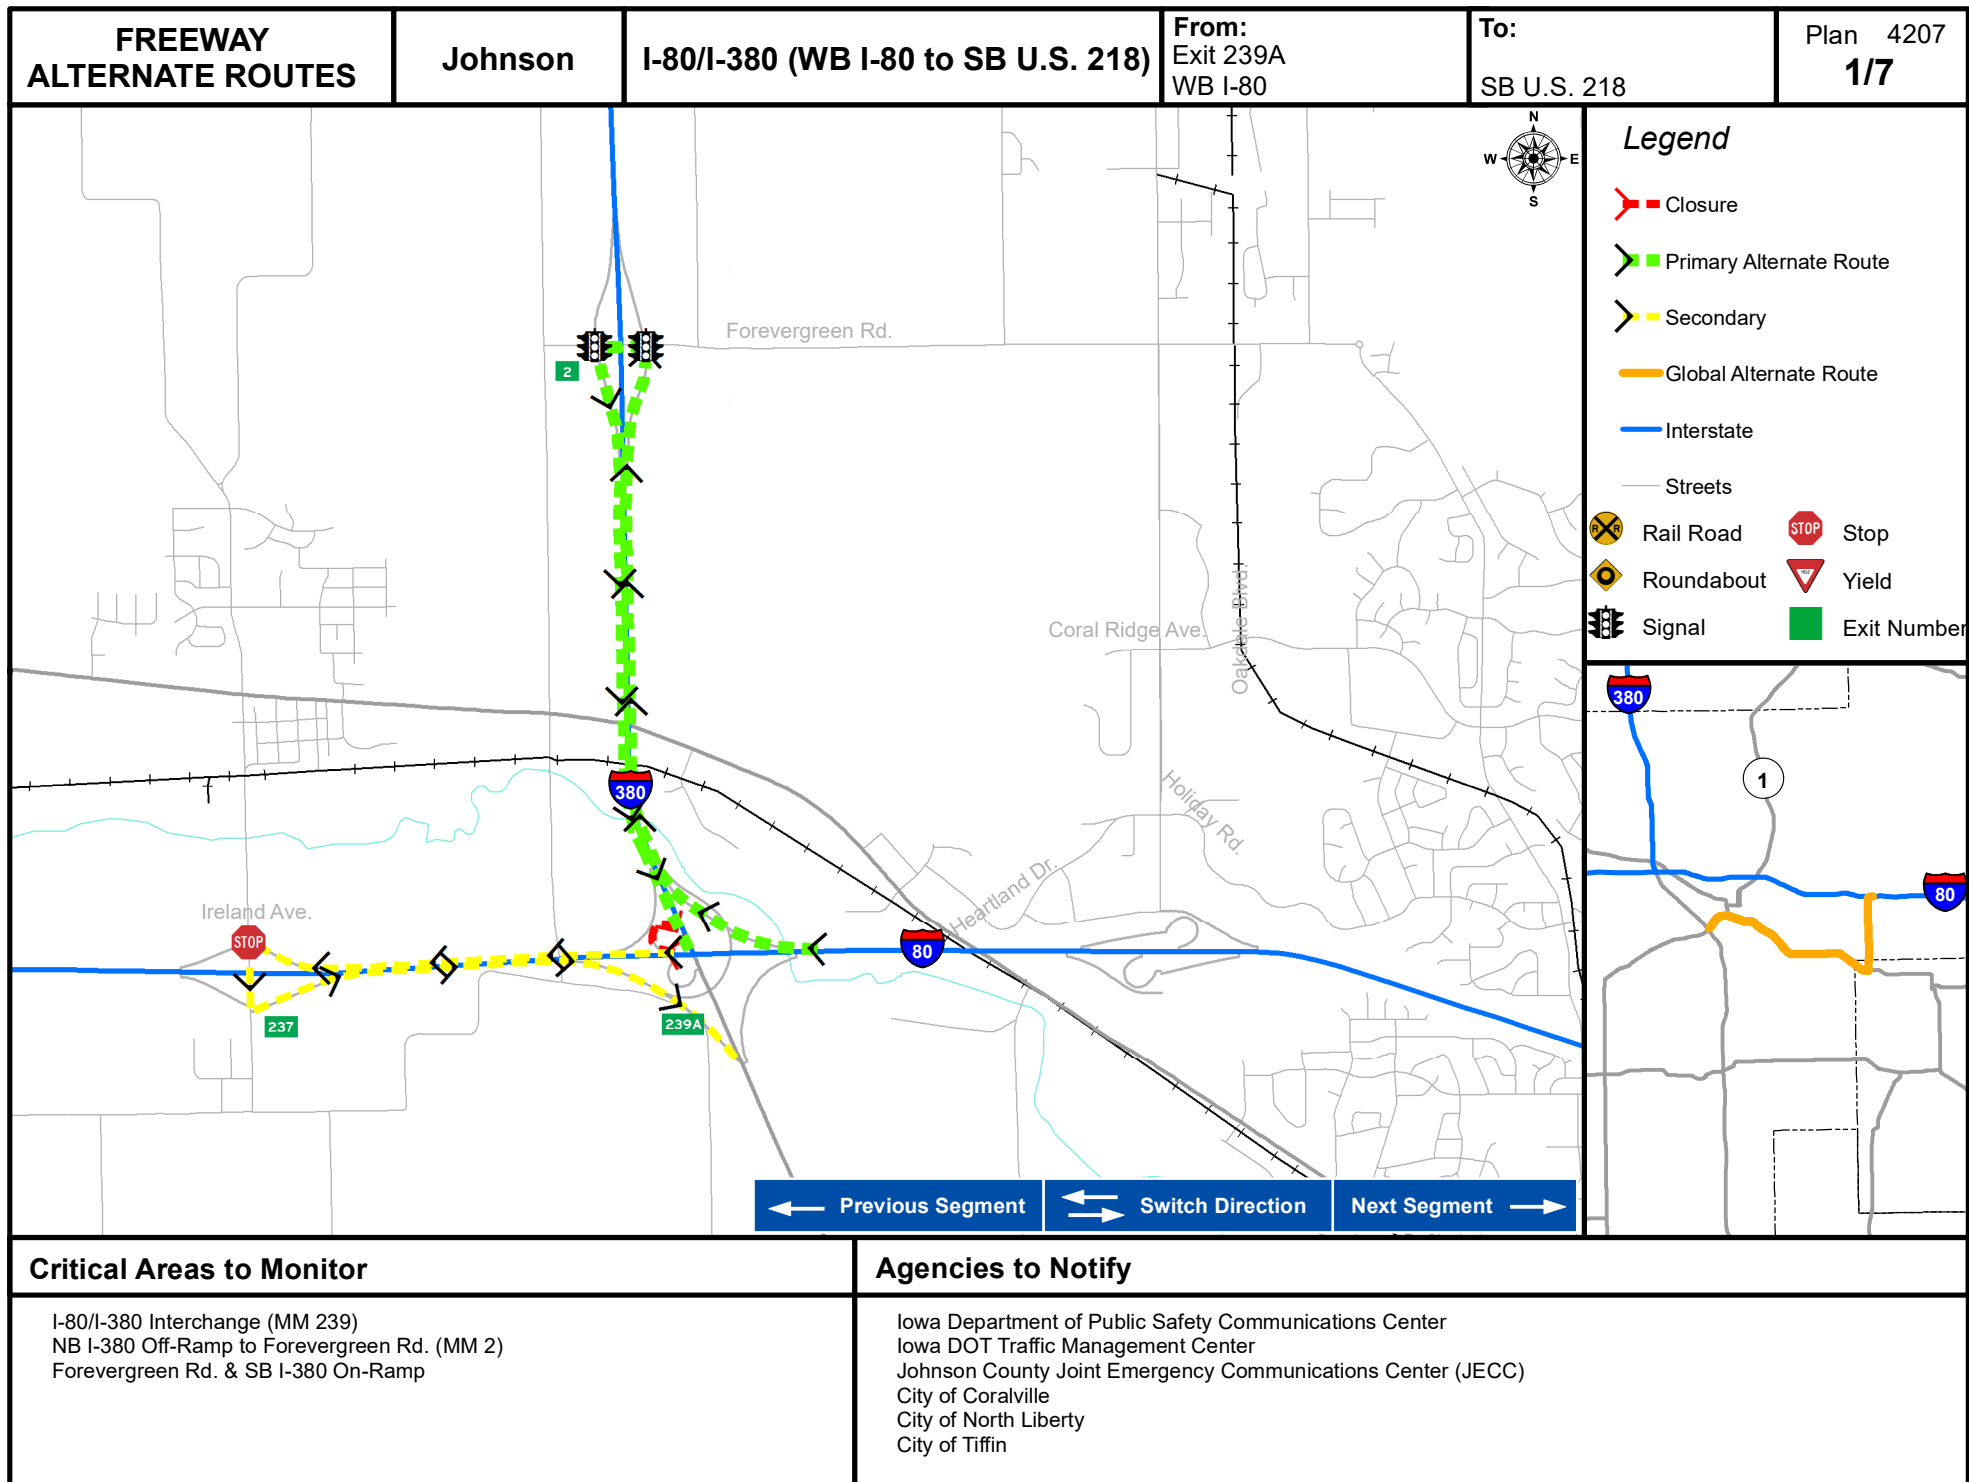 FREEWAY
ALTERNATE ROUTES
Johnson
I-80/I-380 (WB I-80 to SB U.S. 218)
From:
Exit 239A
WB I-80
To:
SB U.S. 218
Plan 4207
1/7
N
W
E
S
Forevergreen Rd.
2
Coral Ridge Ave.
Oakdale Blvd.
Holiday Rd.
Heartland Dr.
380
80
Ireland Ave.
STOP
237
239A
Previous Segment
Switch Direction
Next Segment
Legend
Closure
Primary Alternate Route
Secondary
Global Alternate Route
Interstate
Streets
R R
Rail Road
STOP
Stop
Roundabout
YIELD
Yield
Signal
Exit Number
380
1
80
Critical Areas to Monitor
I-80/I-380 Interchange (MM 239)
NB I-380 Off-Ramp to Forevergreen Rd. (MM 2)
Forevergreen Rd. & SB I-380 On-Ramp
Agencies to Notify
Iowa Department of Public Safety Communications Center
Iowa DOT Traffic Management Center
Johnson County Joint Emergency Communications Center (JECC)
City of Coralville
City of North Liberty
City of Tiffin